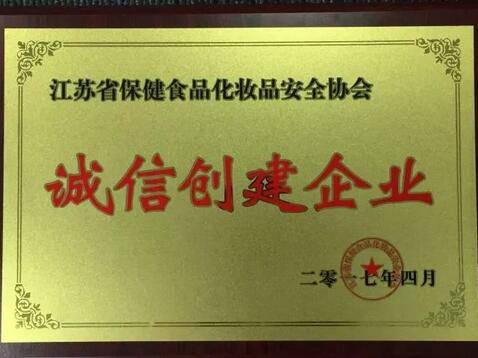 江苏省保健食品化妆品安全协会
诚信创建企业
二零一七年四月